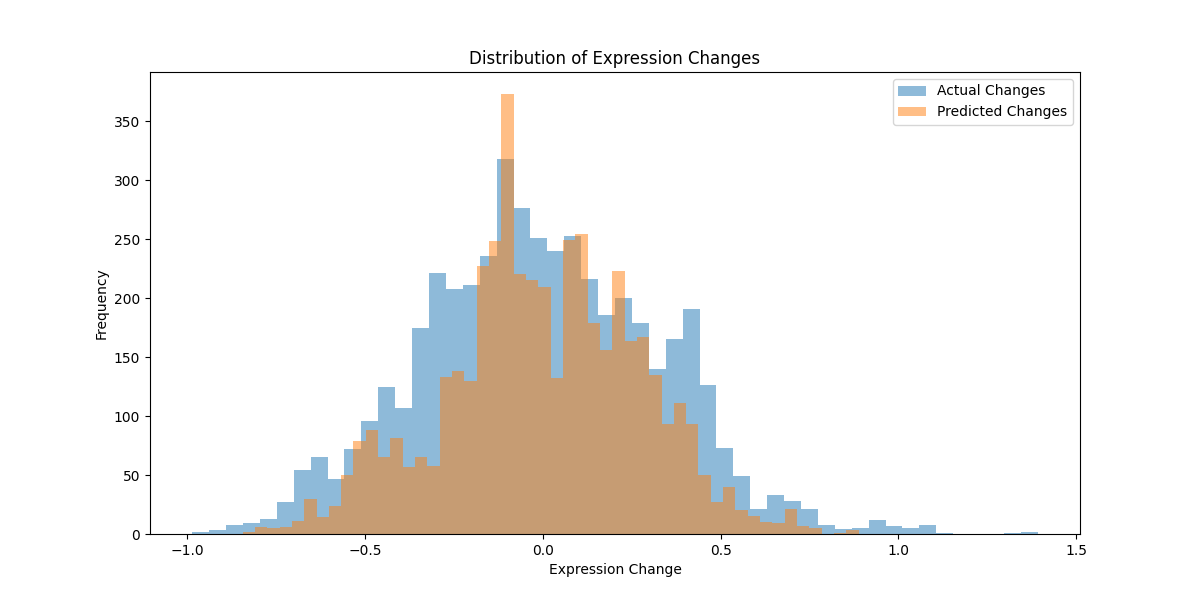 Distribution of Expression Changes
Actual Changes
Predicted Changes
Frequency
350
300
250
200
150
100
50
0
−1.0
−0.5
0.0
0.5
1.0
1.5
Expression Change